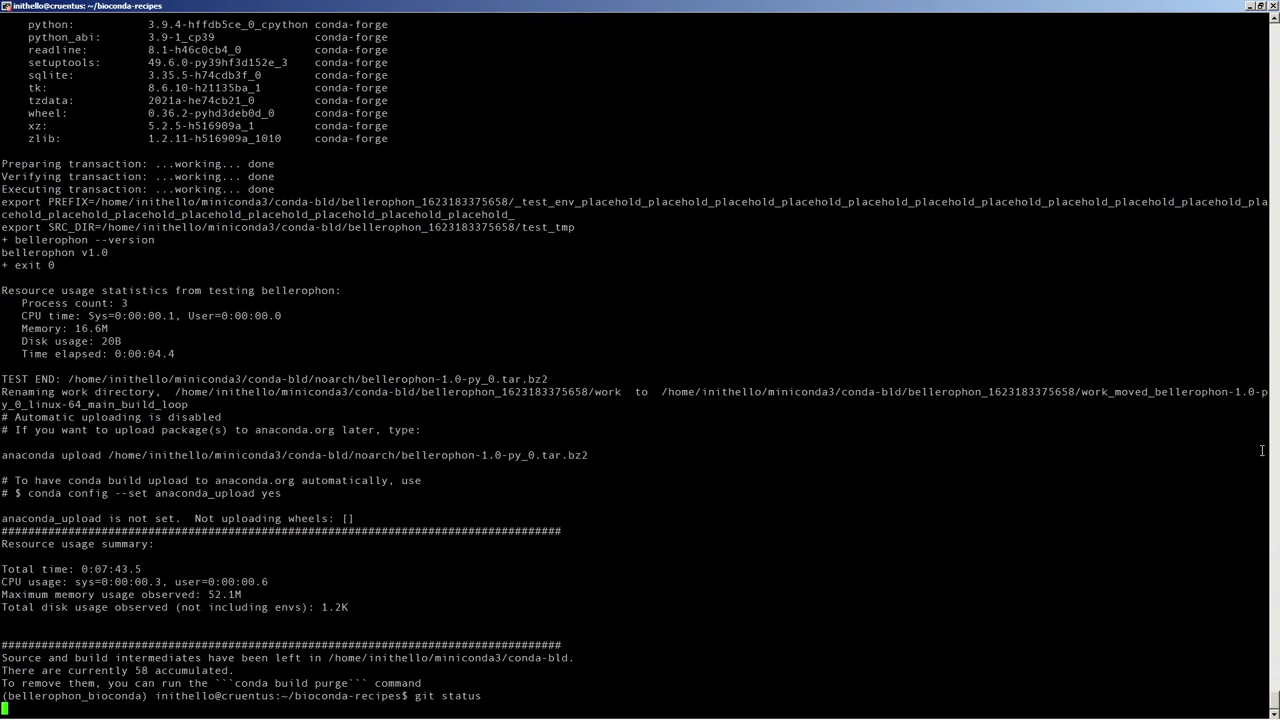 inithello@cruentus: ~/bioconda-recipes
python: 3.9.4-hffdb5ce_0_cpython conda-forge
python_abi: 3.9-1_cp39 conda-forge
readline: 8.1-h46c0cb4_0 conda-forge
setuptools: 49.6.0-py39hf3d152e_3 conda-forge
sqlite: 3.35.5-h74cdb3f_0 conda-forge
tk: 8.6.10-h21135ba_1 conda-forge
tzdata: 2021a-he74cb21_0 conda-forge
wheel: 0.36.2-pyhd3deb0d_0 conda-forge
xz: 5.2.5-h516909a_1 conda-forge
zlib: 1.2.11-h516909a_1010 conda-forge
Preparing transaction: ...working... done
Verifying transaction: ...working... done
Executing transaction: ...working... done
export PREFIX=/home/inithello/miniconda3/conda-bld/bellerophon_1623183375658/_test_env_placehold_placehold_placehold_placehold_placehold_placehold_placehold_placehold_placehold_pla
cehold_placehold_placehold_placehold_placehold_placehold_placehold_placehold_
export SRC_DIR=/home/inithello/miniconda3/conda-bld/bellerophon_1623183375658/test_tmp
+ bellerophon --version
bellerophon v1.0
+ exit 0
Resource usage statistics from testing bellerophon:
Process count: 3
CPU time: Sys=0:00:00.1, User=0:00:00.0
Memory: 16.6M
Disk usage: 20B
Time elapsed: 0:00:04.4
TEST END: /home/inithello/miniconda3/conda-bld/noarch/bellerophon-1.0-py_0.tar.bz2
Renaming work directory, /home/inithello/miniconda3/conda-bld/bellerophon_1623183375658/work to /home/inithello/miniconda3/conda-bld/bellerophon_1623183375658/work_moved_bellerophon-1.0-p
y_0_linux-64_main_build_loop
# Automatic uploading is disabled
# If you want to upload package(s) to anaconda.org later, type:
anaconda upload /home/inithello/miniconda3/conda-bld/noarch/bellerophon-1.0-py_0.tar.bz2
# To have conda build upload to anaconda.org automatically, use
# $ conda config --set anaconda_upload yes
anaconda_upload is not set. Not uploading wheels: []
####################################################################################
Resource usage summary:
Total time: 0:07:43.5
CPU usage: sys=0:00:00.3, user=0:00:00.6
Maximum memory usage observed: 52.1M
Total disk usage observed (not including envs): 1.2K
####################################################################################
Source and build intermediates have been left in /home/inithello/miniconda3/conda-bld.
There are currently 58 accumulated.
To remove them, you can run the ```conda build purge``` command
(bellerophon_bioconda) inithello@cruentus:~/bioconda-recipes$ git status